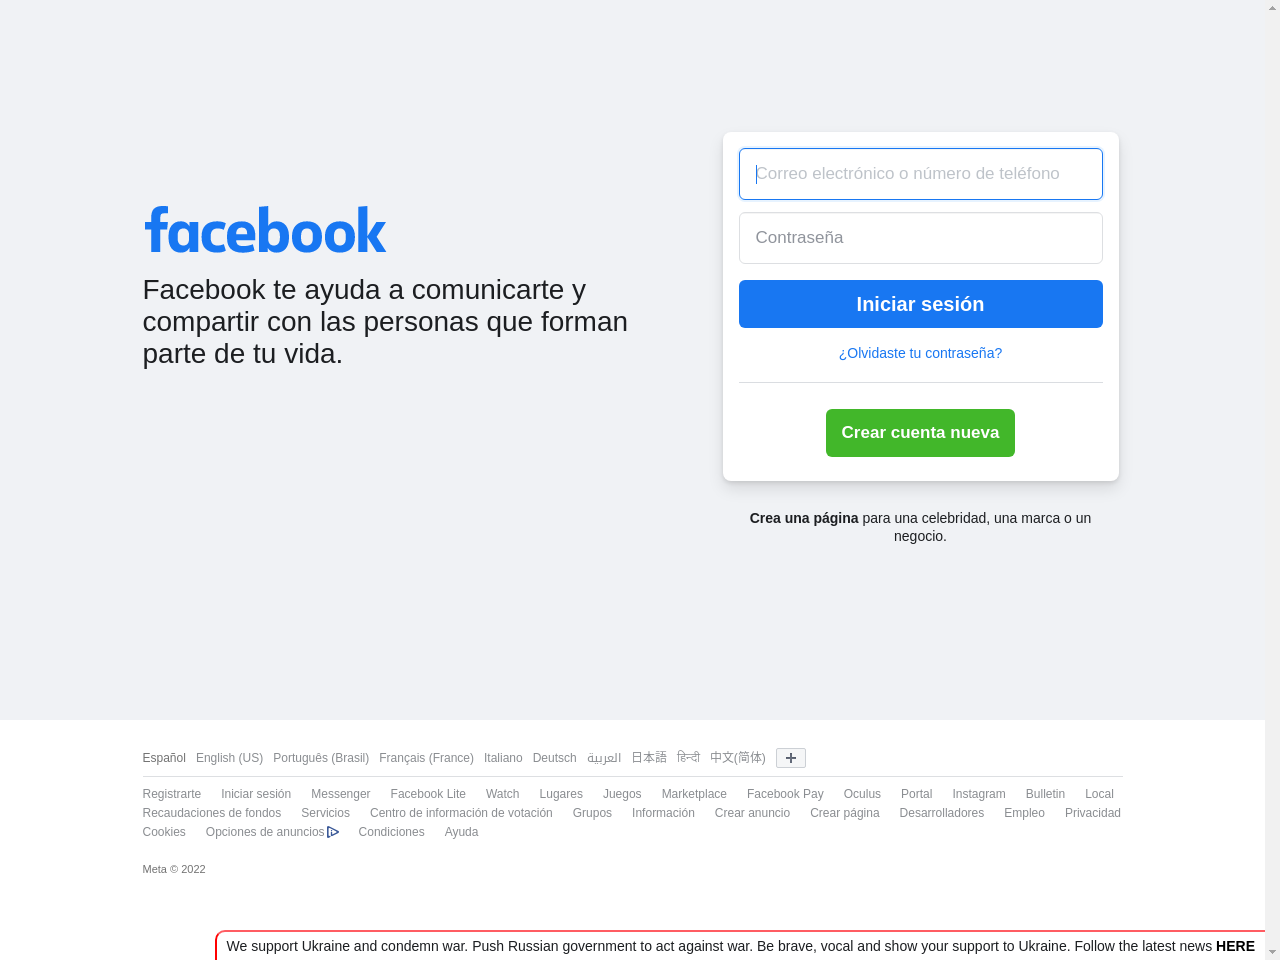 facebook
Facebook te ayuda a comunicarte y
compartir con las personas que forman
parte de tu vida.
Correo electrónico o número de teléfono
Contraseña
Iniciar sesión
¿Olvidaste tu contraseña?
Crear cuenta nueva
Crea una página para una celebridad, una marca o un
negocio.
Español English (US) Português (Brasil) Français (France) Italiano Deutsch العربية 日本語 हिन्दी 中文(简体)
Registrarte Iniciar sesión Messenger Facebook Lite Watch Lugares Juegos Marketplace Facebook Pay Oculus Portal Instagram Bulletin Local
Recaudaciones de fondos Servicios Centro de información de votación Grupos Información Crear anuncio Crear página Desarrolladores Empleo Privacidad
Cookies Opciones de anuncios Condiciones Ayuda
Meta © 2022
We support Ukraine and condemn war. Push Russian government to act against war. Be brave, vocal and show your support to Ukraine. Follow the latest news HERE